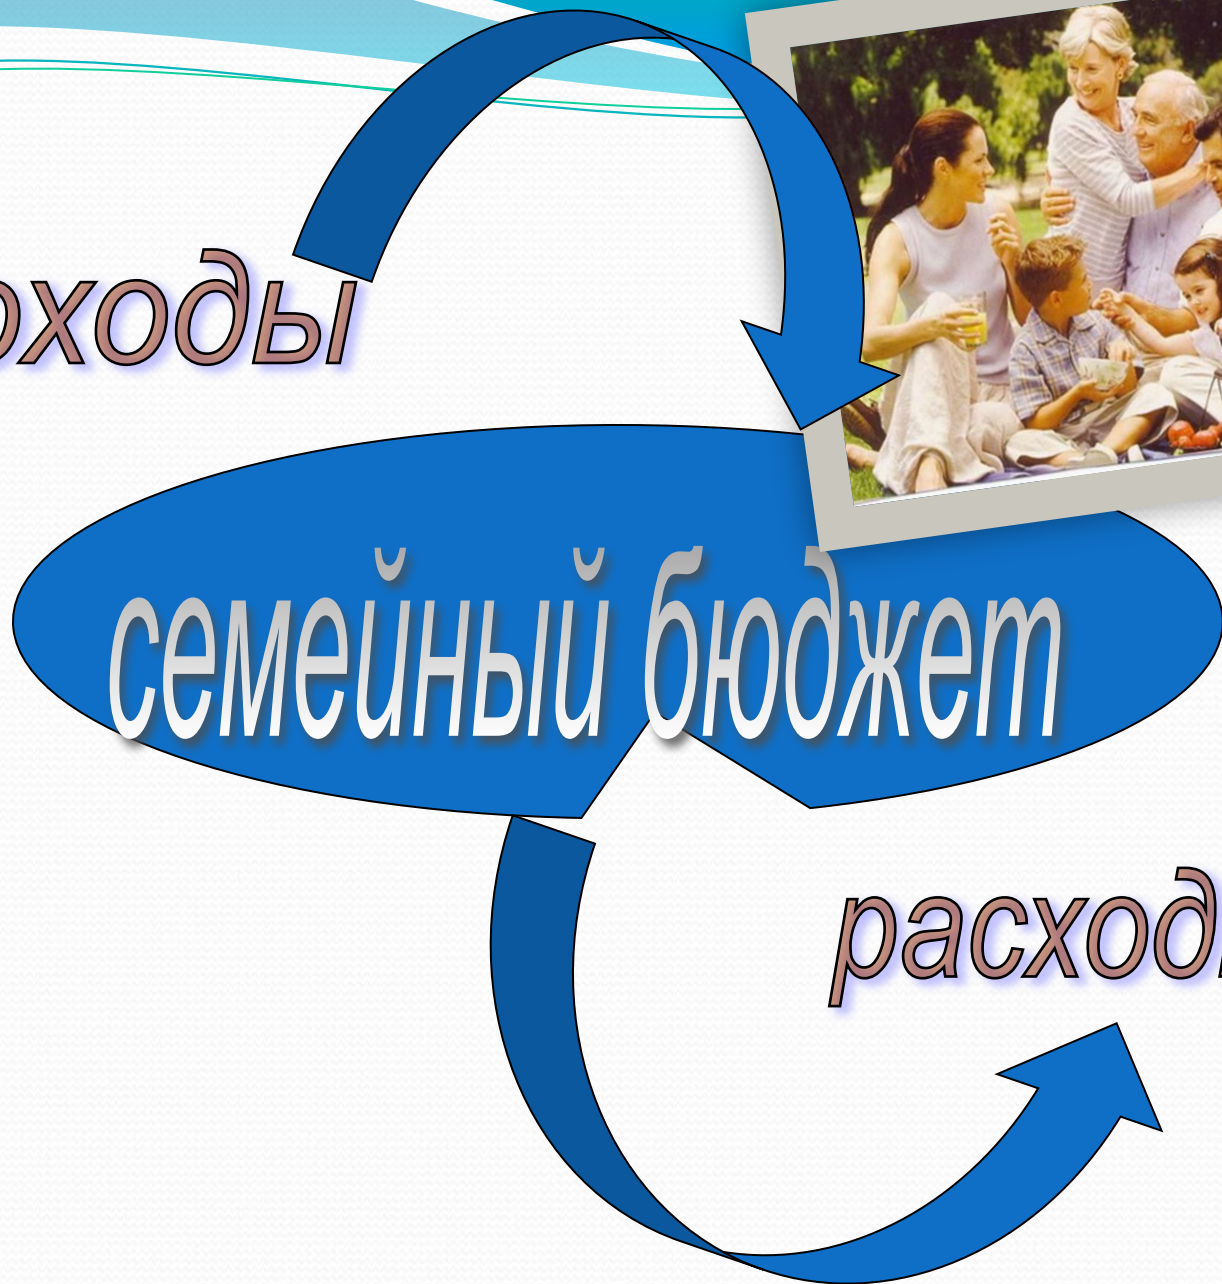 оходы
семейный бюджет
расход